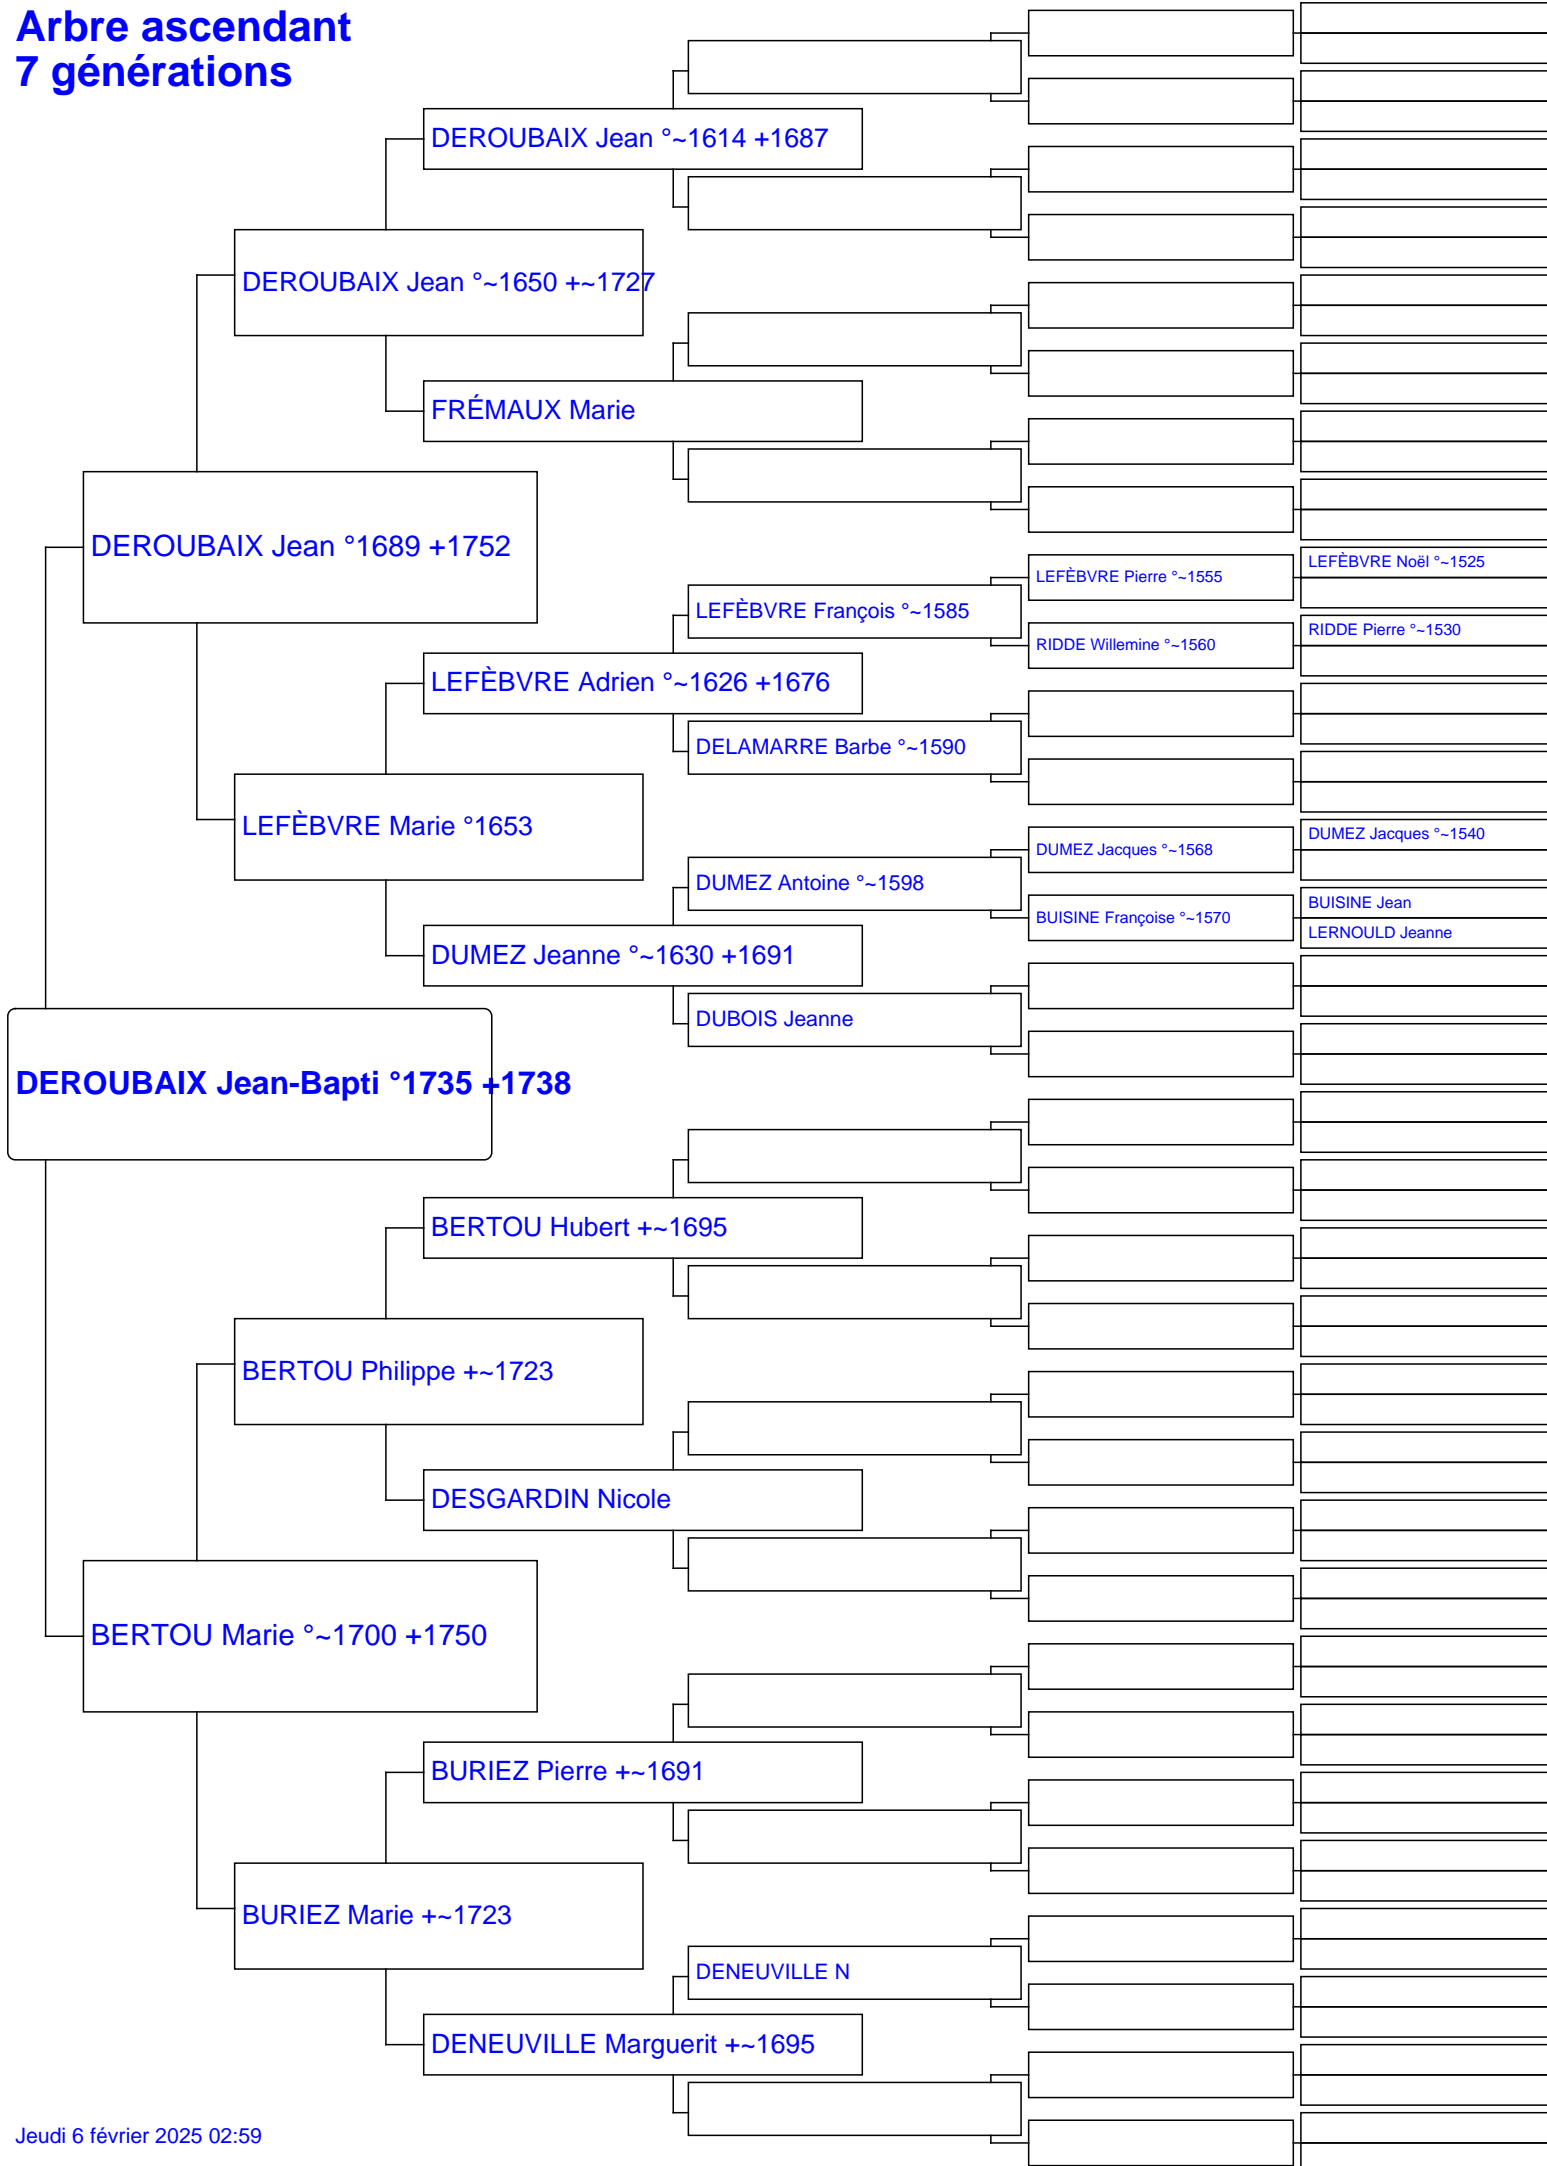 Arbre ascendant
7 générations
DEROUBAIX Jean °~1614 +1687
DEROUBAIX Jean °~1650 +~1727
FRÉMAUX Marie
DEROUBAIX Jean °1689 +1752
LEFÈBVRE Noël °~1525
LEFÈBVRE Pierre °~1555
LEFÈBVRE François °~1585
RIDDE Pierre °~1530
RIDDE Willemine °~1560
LEFÈBVRE Adrien °~1626 +1676
DELAMARRE Barbe °~1590
LEFÈBVRE Marie °1653
DUMEZ Jacques °~1540
DUMEZ Jacques °~1568
DUMEZ Antoine °~1598
BUISINE Jean
BUISINE Françoise °~1570
LERNOULD Jeanne
DUMEZ Jeanne °~1630 +1691
DUBOIS Jeanne
DEROUBAIX Jean-Bapti °1735 +1738
BERTOU Hubert +~1695
BERTOU Philippe +~1723
DESGARDIN Nicole
BERTOU Marie °~1700 +1750
BURIEZ Pierre +~1691
BURIEZ Marie +~1723
DENEUVILLE N
DENEUVILLE Marguerit +~1695
Jeudi 6 février 2025 02:59